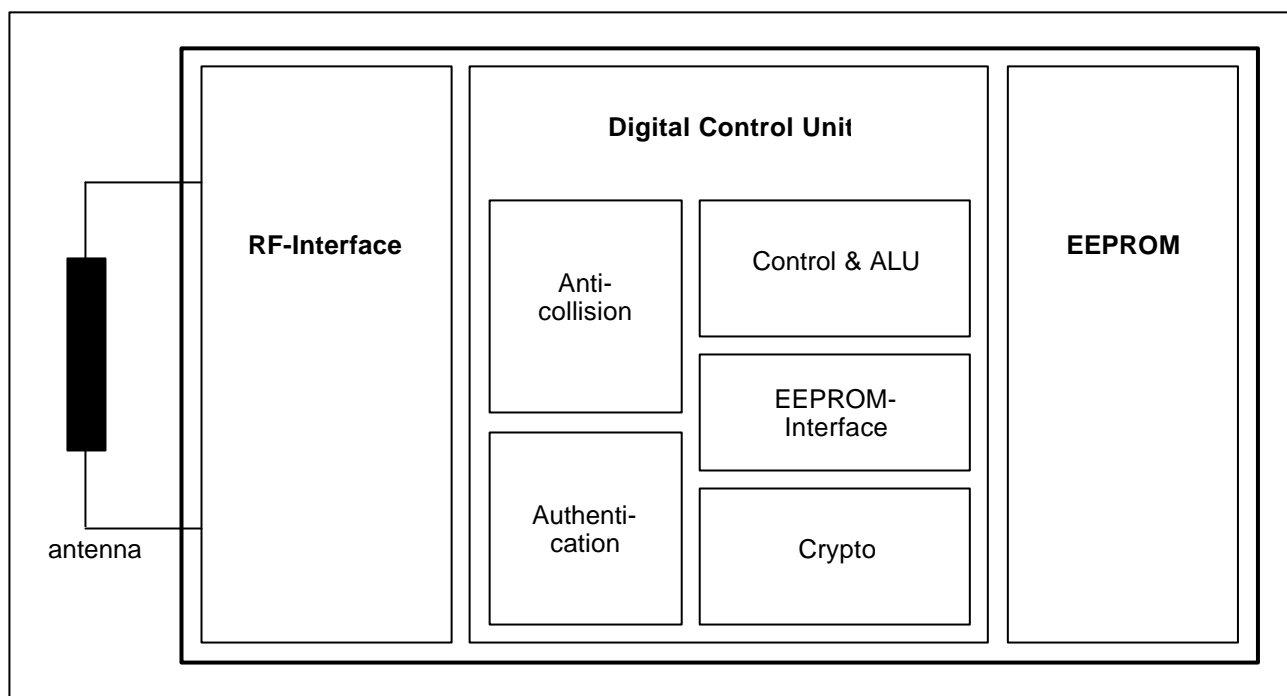 Digital Control Unit
RF-Interface
EEPROM
Anti-
collision
Control & ALU
EEPROM-
Interface
Authenti-
cation
Crypto
antenna